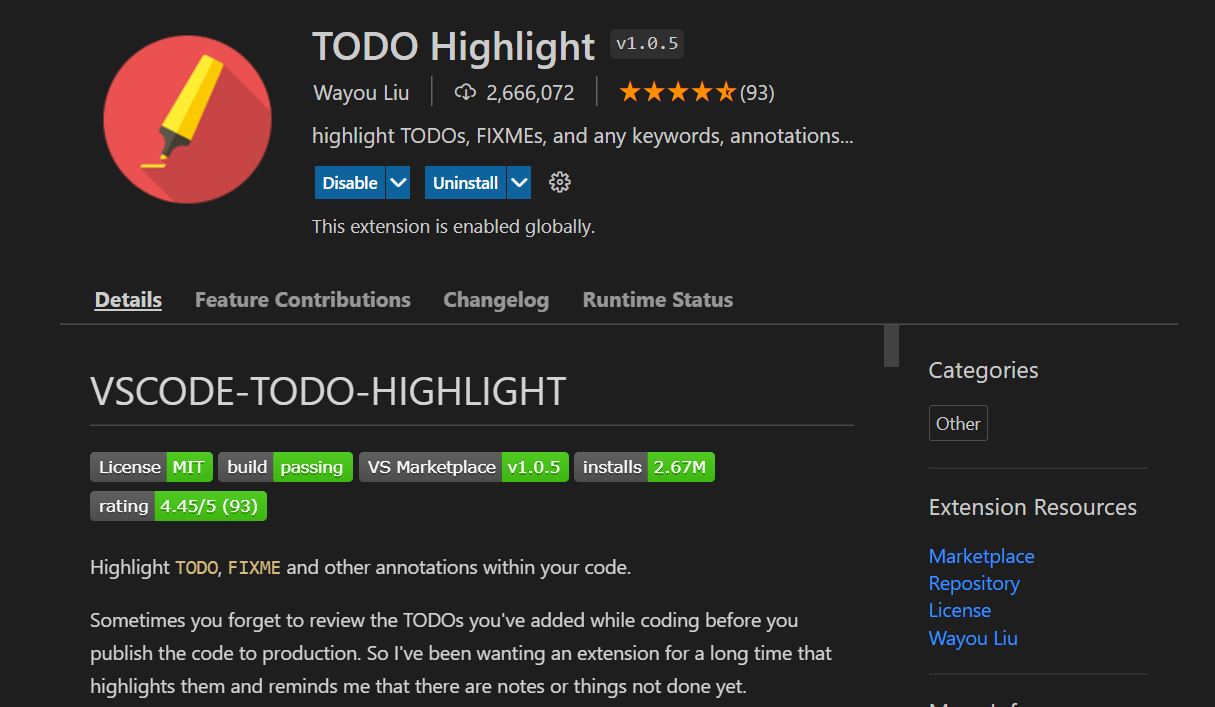 TODO Highlight v1.0.5
Wayou Liu 2,666,072 (93)
highlight TODOs, FIXMEs, and any keywords, annotations...
Disable Uninstall
This extension is enabled globally.
Details Feature Contributions Changelog Runtime Status
VSCODE-TODO-HIGHLIGHT
License MIT build passing VS Marketplace v1.0.5 installs 2.67M
rating 4.45/5 (93)
Highlight TODO, FIXME and other annotations within your code.
Sometimes you forget to review the TODOs you've added while coding before you
publish the code to production. So I've been wanting an extension for a long time that
highlights them and reminds me that there are notes or things not done yet.
Categories
Other
Extension Resources
Marketplace
Repository
License
Wayou Liu